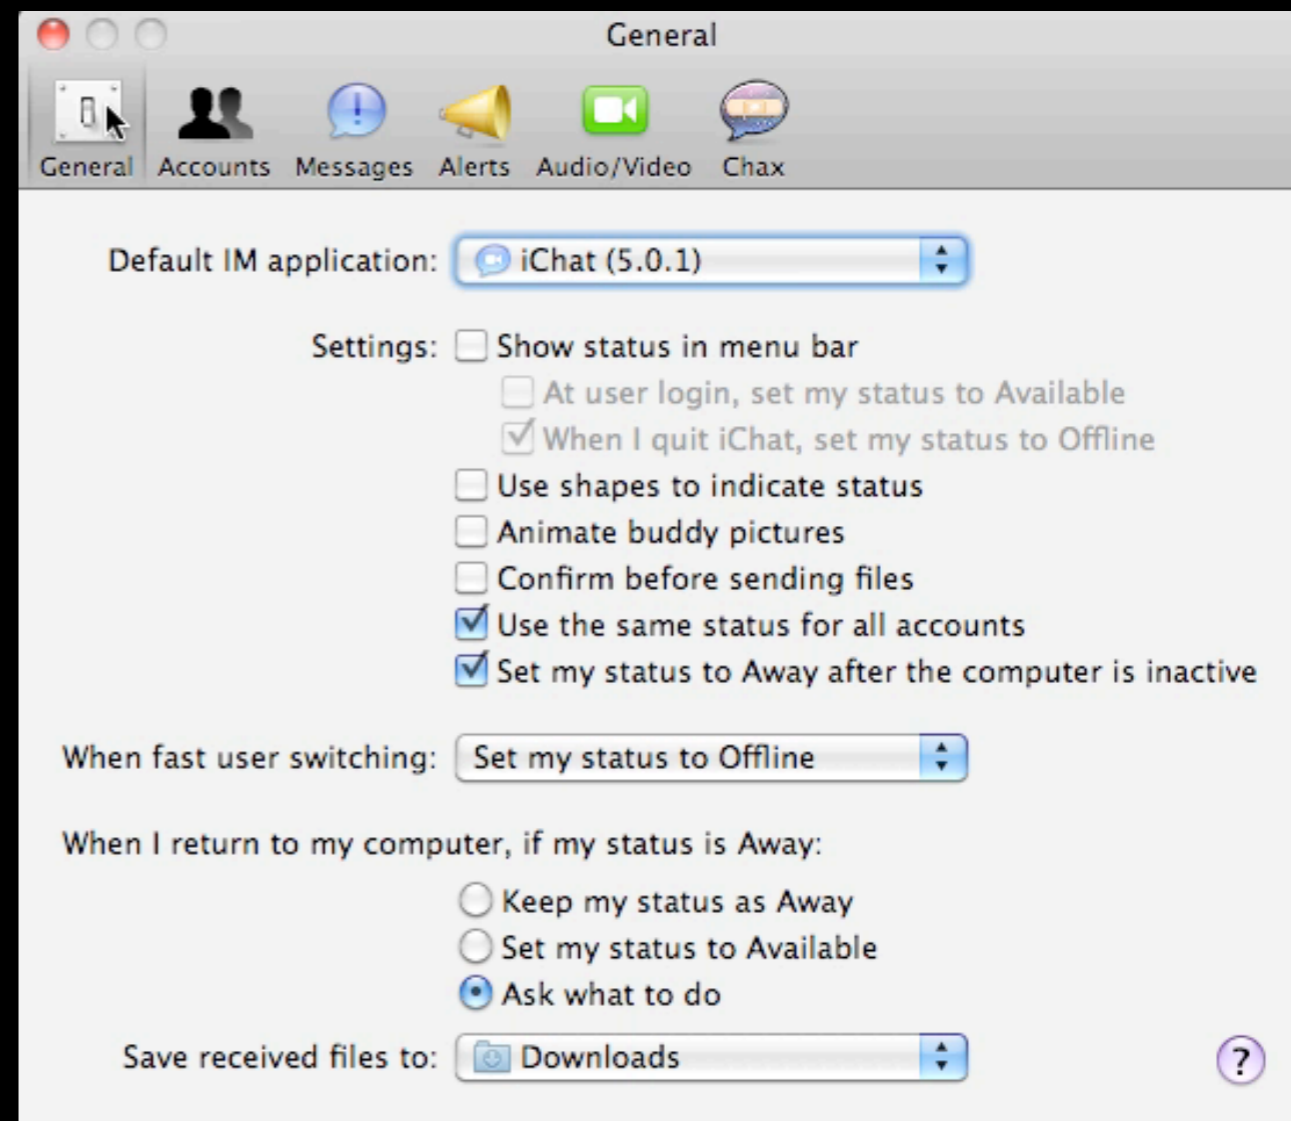 General
General Accounts Messages Alerts Audio/Video Chax
Default IM application: iChat (5.0.1)
Settings: Show status in menu bar
At user login, set my status to Available
When I quit iChat, set my status to Offline
Use shapes to indicate status
Animate buddy pictures
Confirm before sending files
Use the same status for all accounts
Set my status to Away after the computer is inactive
When fast user switching: Set my status to Offline
When I return to my computer, if my status is Away:
Keep my status as Away
Set my status to Available
Ask what to do
Save received files to: Downloads ?